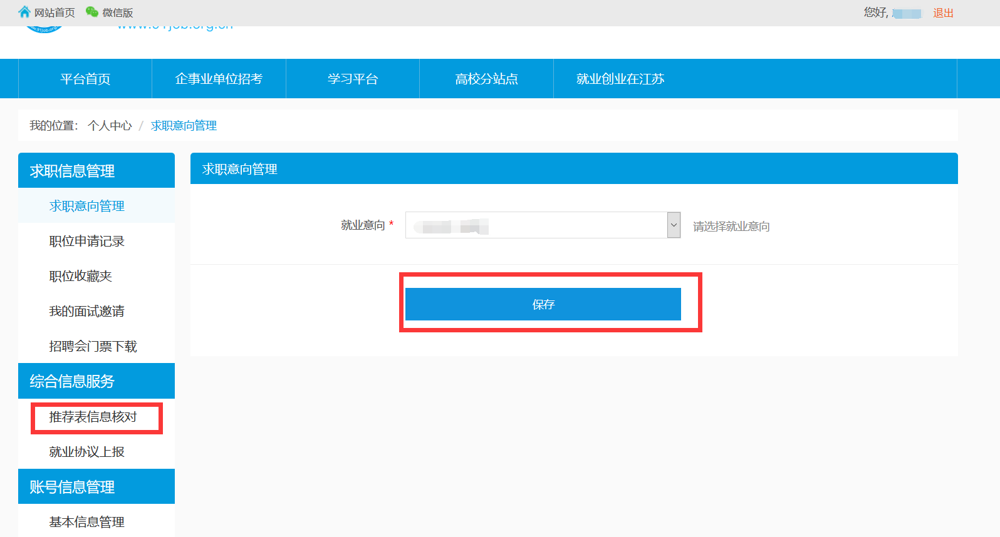 网站首页 微信版 您好, 退出
www.91job.org.cn
平台首页 企事业单位招考 学习平台 高校分站点 就业创业在江苏
我的位置： 个人中心 / 求职意向管理
求职信息管理
求职意向管理
职位申请记录
职位收藏夹
我的面试邀请
招聘会门票下载
综合信息服务
推荐表信息核对
就业协议上报
账号信息管理
基本信息管理
求职意向管理
就业意向 * 请选择就业意向
保存